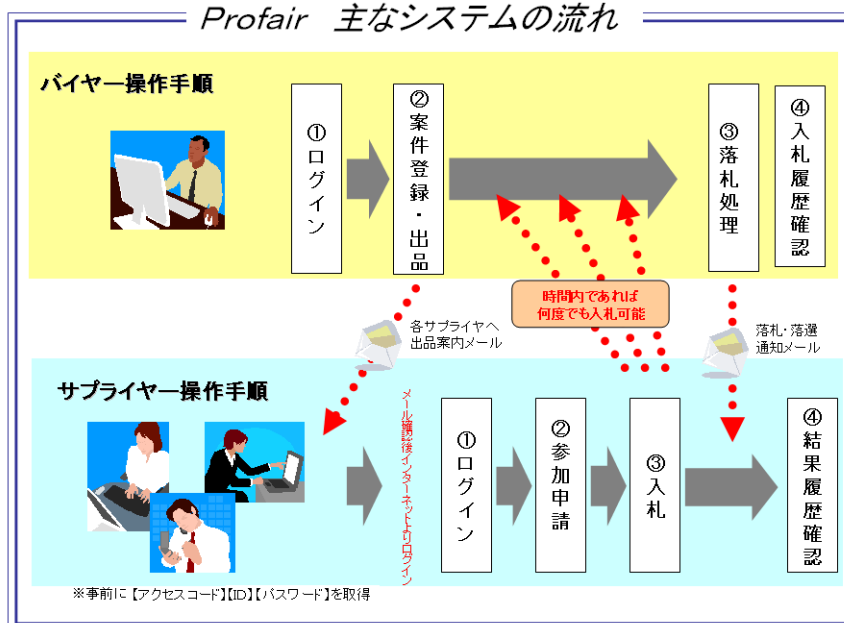 Profair 主なシステムの流れ
バイヤー操作手順
①ログイン
②案件登録・出品
③落札処理
④入札履歴確認
時間内であれば
何度でも入札可能
各サプライヤへ
出品案内メール
落札・落選
通知メール
サプライヤー操作手順
メール確認後インターネットよりログイン
①ログイン
②参加申請
③入札
④結果履歴確認
※事前に【アクセスコード】【ID】【パスワード】を取得